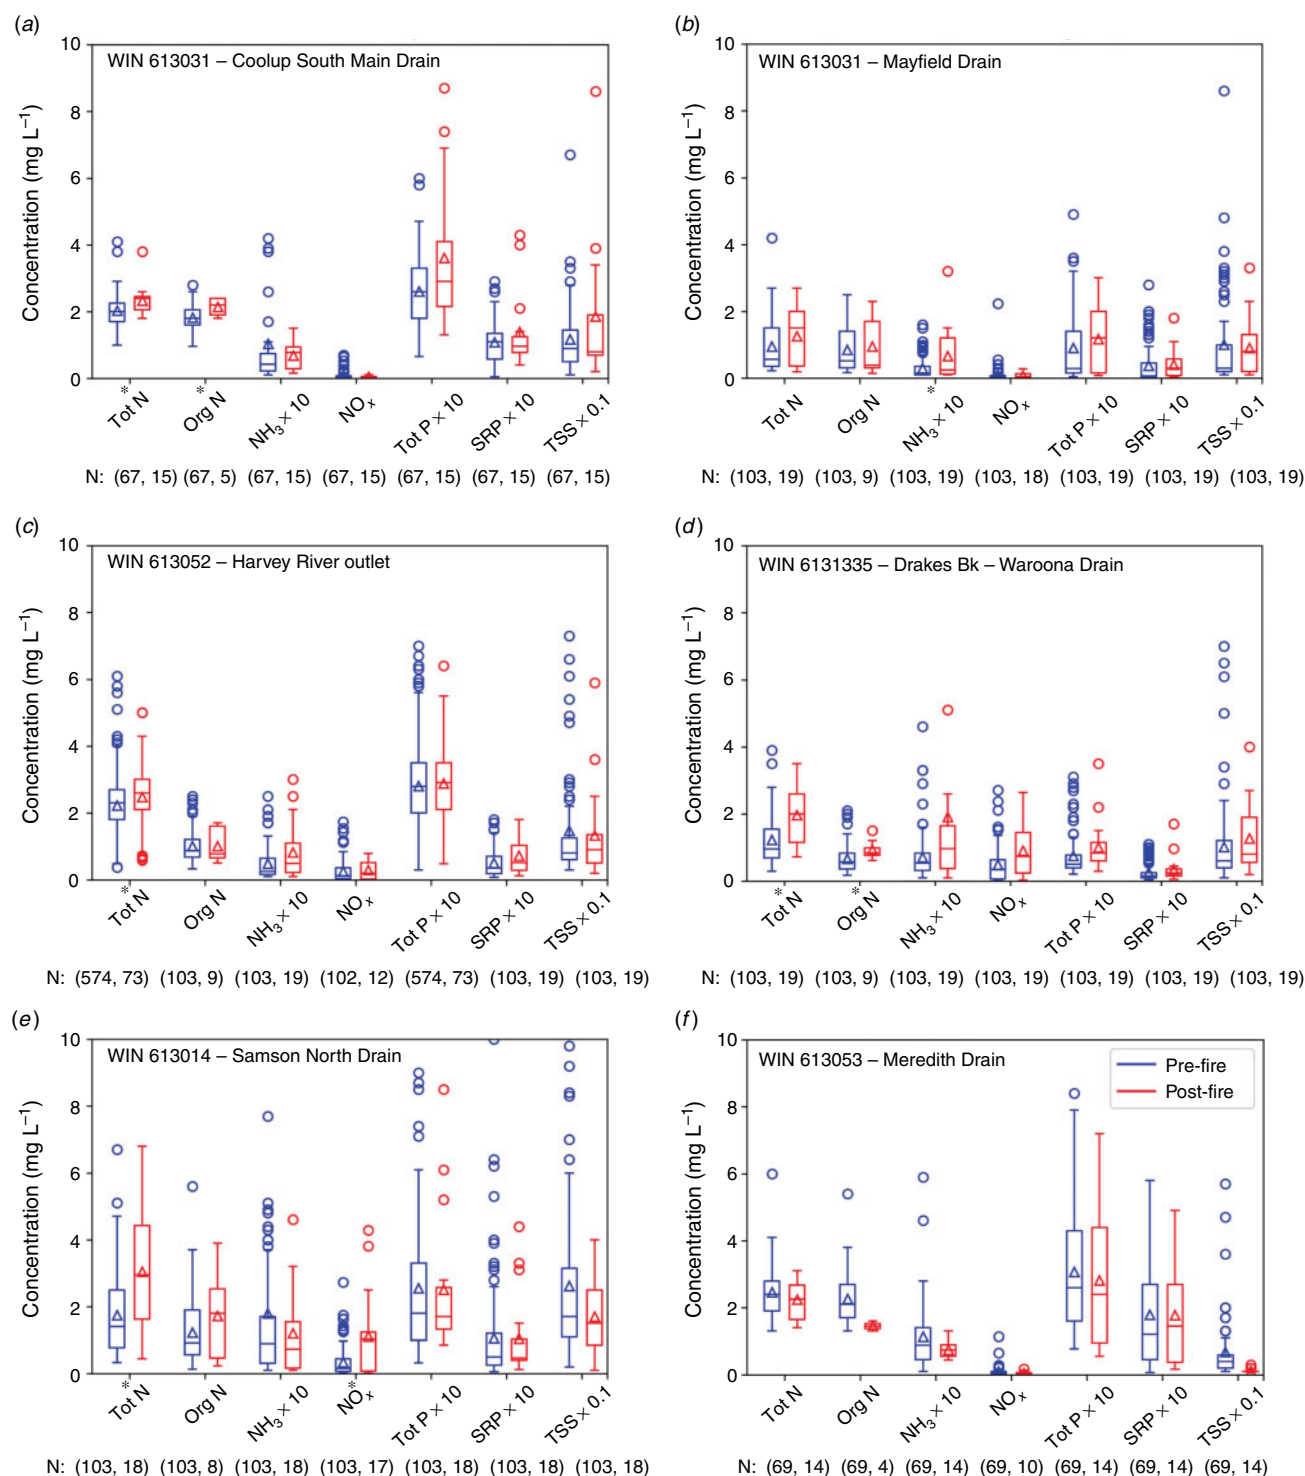 (a)
WIN 613031 – Coolup South Main Drain
Concentration (mg L⁻¹)
10
8
6
4
2
0
* Tot N
* Org N
NH₃ × 10
NOₓ
Tot P × 10
SRP × 10
TSS × 0.1
N: (67, 15) (67, 5) (67, 15) (67, 15) (67, 15) (67, 15) (67, 15)
(b)
WIN 613031 – Mayfield Drain
Concentration (mg L⁻¹)
10
8
6
4
2
0
Tot N
Org N
* NH₃ × 10
NOₓ
Tot P × 10
SRP × 10
TSS × 0.1
N: (103, 19) (103, 9) (103, 19) (103, 18) (103, 19) (103, 19) (103, 19)
(c)
WIN 613052 – Harvey River outlet
Concentration (mg L⁻¹)
10
8
6
4
2
0
* Tot N
Org N
NH₃ × 10
NOₓ
Tot P × 10
SRP × 10
TSS × 0.1
N: (574, 73) (103, 9) (103, 19) (102, 12) (574, 73) (103, 19) (103, 19)
(d)
WIN 6131335 – Drakes Bk – Waroona Drain
Concentration (mg L⁻¹)
10
8
6
4
2
0
* Tot N
* Org N
NH₃ × 10
NOₓ
Tot P × 10
SRP × 10
TSS × 0.1
N: (103, 19) (103, 9) (103, 19) (103, 19) (103, 19) (103, 19) (103, 19)
(e)
WIN 613014 – Samson North Drain
Concentration (mg L⁻¹)
10
8
6
4
2
0
* Tot N
Org N
NH₃ × 10
* NOₓ
Tot P × 10
SRP × 10
TSS × 0.1
N: (103, 18) (103, 8) (103, 18) (103, 17) (103, 18) (103, 18) (103, 18)
(f)
WIN 613053 – Meredith Drain
Pre-fire
Post-fire
Concentration (mg L⁻¹)
10
8
6
4
2
0
Tot N
Org N
NH₃ × 10
NOₓ
Tot P × 10
SRP × 10
TSS × 0.1
N: (69, 14) (69, 4) (69, 14) (69, 10) (69, 14) (69, 14) (69, 14)